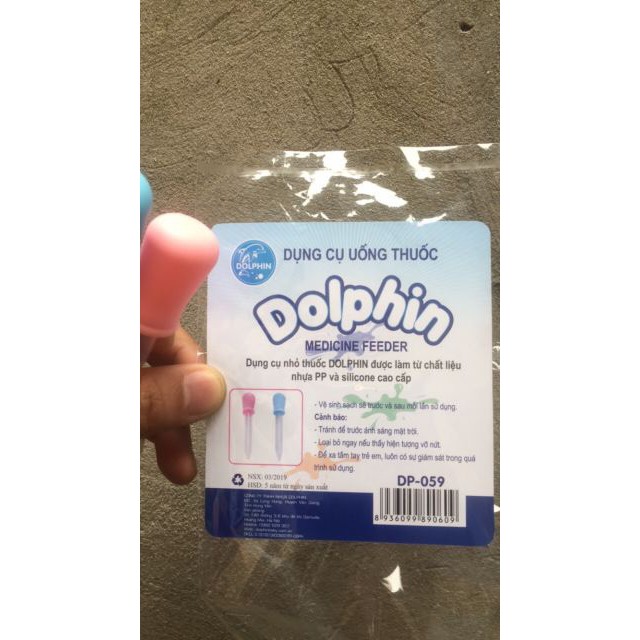 DOLPHIN
DỤNG CỤ UỐNG THUỐC
Dolphin
MEDICINE FEEDER
Dụng cụ nhỏ thuốc DOLPHIN được làm từ chất liệu
nhựa PP và silicone cao cấp
- Vệ sinh sạch sẽ trước và sau mỗi lần sử dụng.
Cảnh báo:
- Tránh để trước ánh sáng mặt trời.
- Loại bỏ ngay nếu thấy hiện tượng vỡ nứt.
- Để xa tầm tay trẻ em, luôn có sự giám sát trong quá
trình sử dụng.
NSX: 03/2019
HSD: 5 năm từ ngày sản xuất
DP-059
8 936099 890609